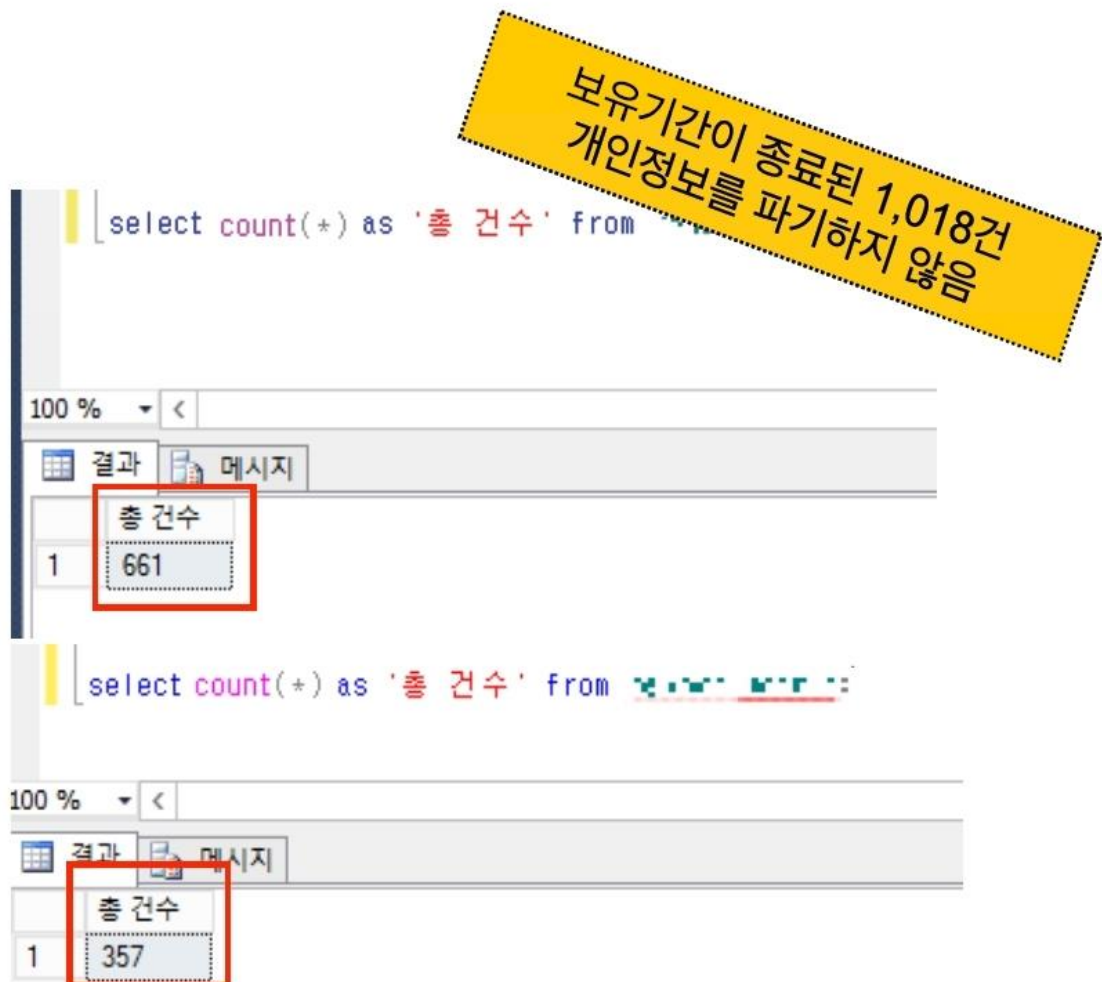 보유기간이 종료된 1,018건
개인정보를 파기하지 않음
select count(*) as '총 건수' from
100 %
결과 메시지
총 건수
1 661
select count(*) as '총 건수' from
100 %
결과 메시지
총 건수
1 357